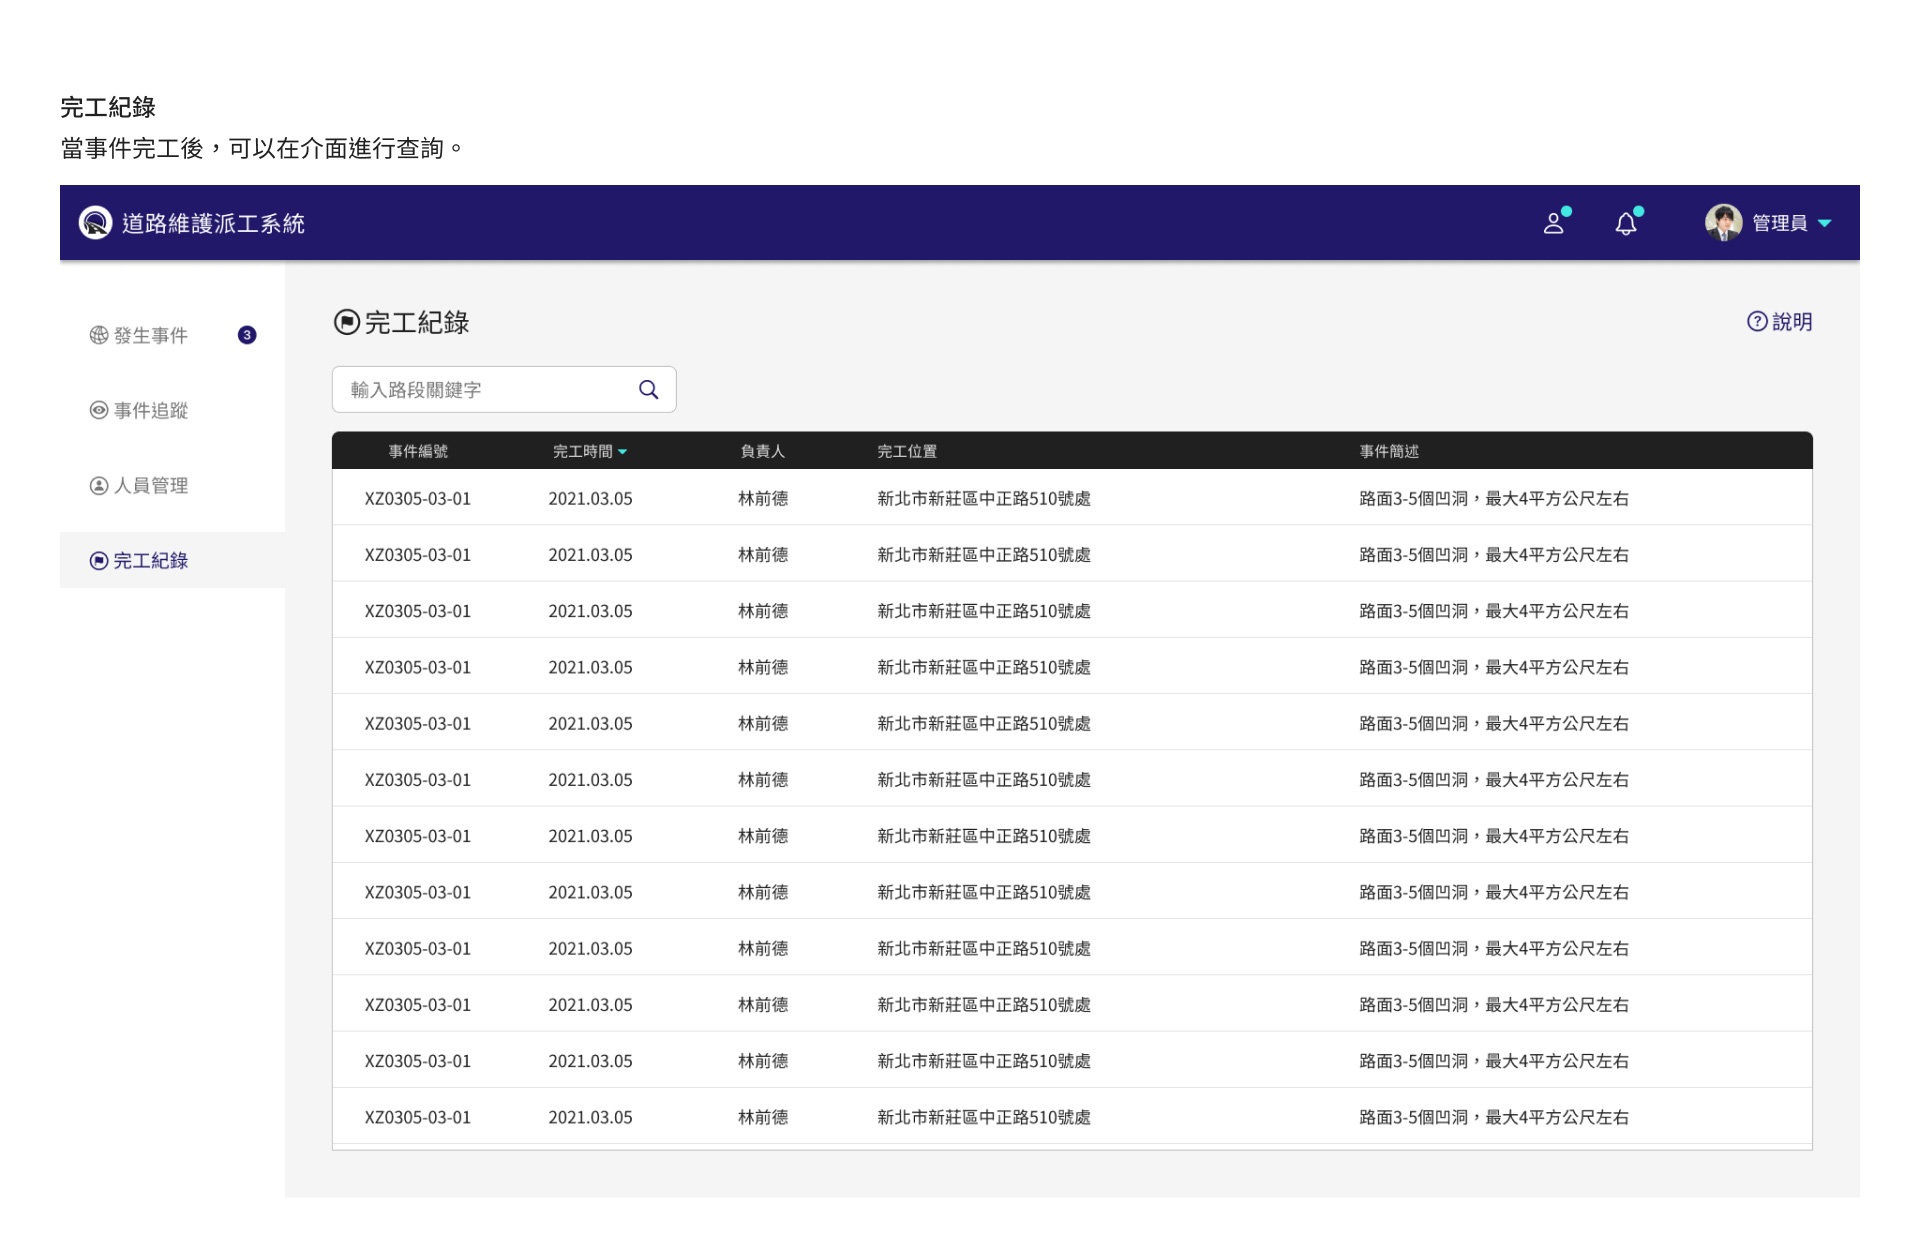 完工紀錄
當事件完工後，可以在介面進行查詢。
道路維護派工系統
管理員
發生事件 3
事件追蹤
人員管理
完工紀錄
完工紀錄
說明
輸入路段關鍵字
事件編號 完工時間 負責人 完工位置 事件簡述
XZ0305-03-01 2021.03.05 林前德 新北市新莊區中正路510號處 路面3-5個凹洞，最大4平方公尺左右
XZ0305-03-01 2021.03.05 林前德 新北市新莊區中正路510號處 路面3-5個凹洞，最大4平方公尺左右
XZ0305-03-01 2021.03.05 林前德 新北市新莊區中正路510號處 路面3-5個凹洞，最大4平方公尺左右
XZ0305-03-01 2021.03.05 林前德 新北市新莊區中正路510號處 路面3-5個凹洞，最大4平方公尺左右
XZ0305-03-01 2021.03.05 林前德 新北市新莊區中正路510號處 路面3-5個凹洞，最大4平方公尺左右
XZ0305-03-01 2021.03.05 林前德 新北市新莊區中正路510號處 路面3-5個凹洞，最大4平方公尺左右
XZ0305-03-01 2021.03.05 林前德 新北市新莊區中正路510號處 路面3-5個凹洞，最大4平方公尺左右
XZ0305-03-01 2021.03.05 林前德 新北市新莊區中正路510號處 路面3-5個凹洞，最大4平方公尺左右
XZ0305-03-01 2021.03.05 林前德 新北市新莊區中正路510號處 路面3-5個凹洞，最大4平方公尺左右
XZ0305-03-01 2021.03.05 林前德 新北市新莊區中正路510號處 路面3-5個凹洞，最大4平方公尺左右
XZ0305-03-01 2021.03.05 林前德 新北市新莊區中正路510號處 路面3-5個凹洞，最大4平方公尺左右
XZ0305-03-01 2021.03.05 林前德 新北市新莊區中正路510號處 路面3-5個凹洞，最大4平方公尺左右